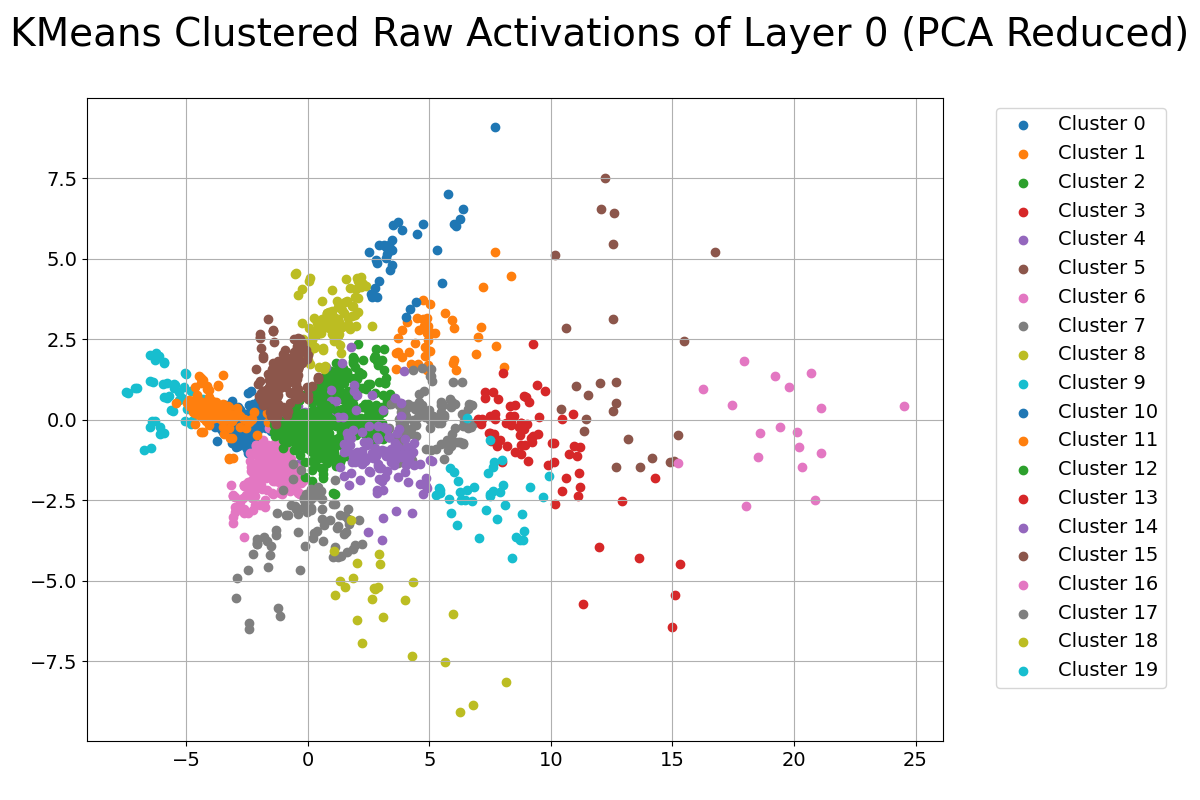 KMeans Clustered Raw Activations of Layer 0 (PCA Reduced)
7.5
5.0
2.5
0.0
−2.5
−5.0
−7.5
−5
0
5
10
15
20
25
Cluster 0
Cluster 1
Cluster 2
Cluster 3
Cluster 4
Cluster 5
Cluster 6
Cluster 7
Cluster 8
Cluster 9
Cluster 10
Cluster 11
Cluster 12
Cluster 13
Cluster 14
Cluster 15
Cluster 16
Cluster 17
Cluster 18
Cluster 19